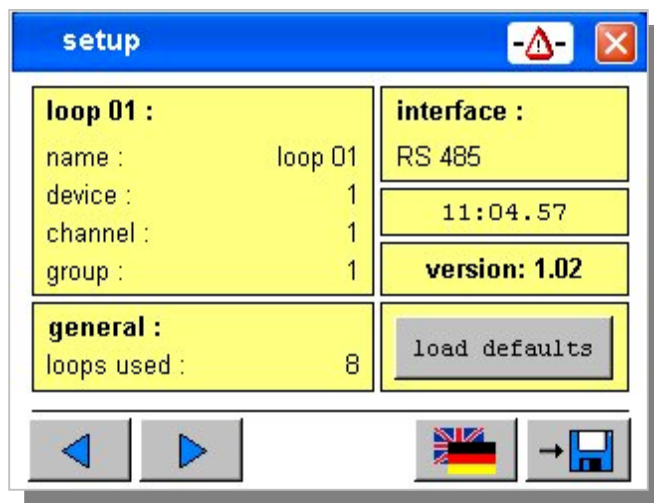 setup
loop 01 :
name : loop 01
device : 1
channel : 1
group : 1
interface :
RS 485
11:04.57
version: 1.02
general :
loops used : 8
load defaults